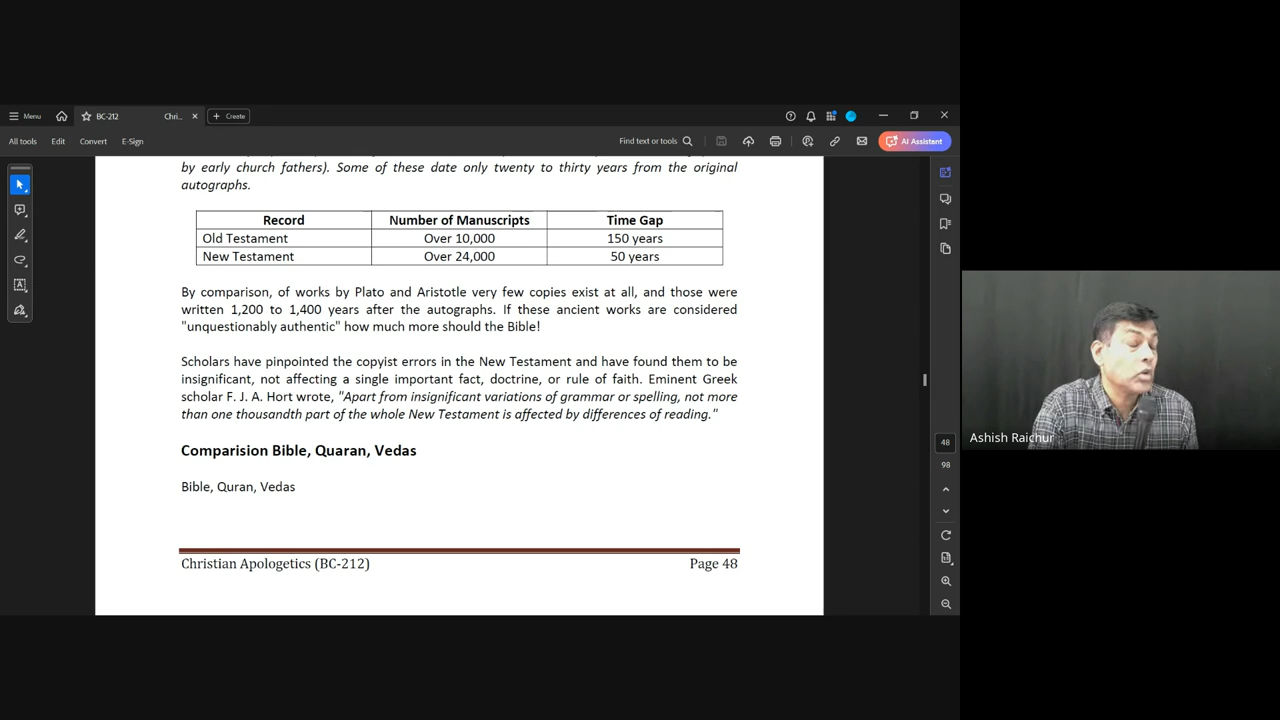 Menu
BC-212
Chri...
Create
All tools
Edit
Convert
E-Sign
Find text or tools
AI Assistant
by early church fathers). Some of these date only twenty to thirty years from the original
autographs.
Record Number of Manuscripts Time Gap
Old Testament Over 10,000 150 years
New Testament Over 24,000 50 years
By comparison, of works by Plato and Aristotle very few copies exist at all, and those were
written 1,200 to 1,400 years after the autographs. If these ancient works are considered
"unquestionably authentic" how much more should the Bible!
Scholars have pinpointed the copyist errors in the New Testament and have found them to be
insignificant, not affecting a single important fact, doctrine, or rule of faith. Eminent Greek
scholar F. J. A. Hort wrote, "Apart from insignificant variations of grammar or spelling, not more
than one thousandth part of the whole New Testament is affected by differences of reading."
Comparision Bible, Quaran, Vedas
Bible, Quran, Vedas
Christian Apologetics (BC-212) Page 48
48
98
Ashish Raichur